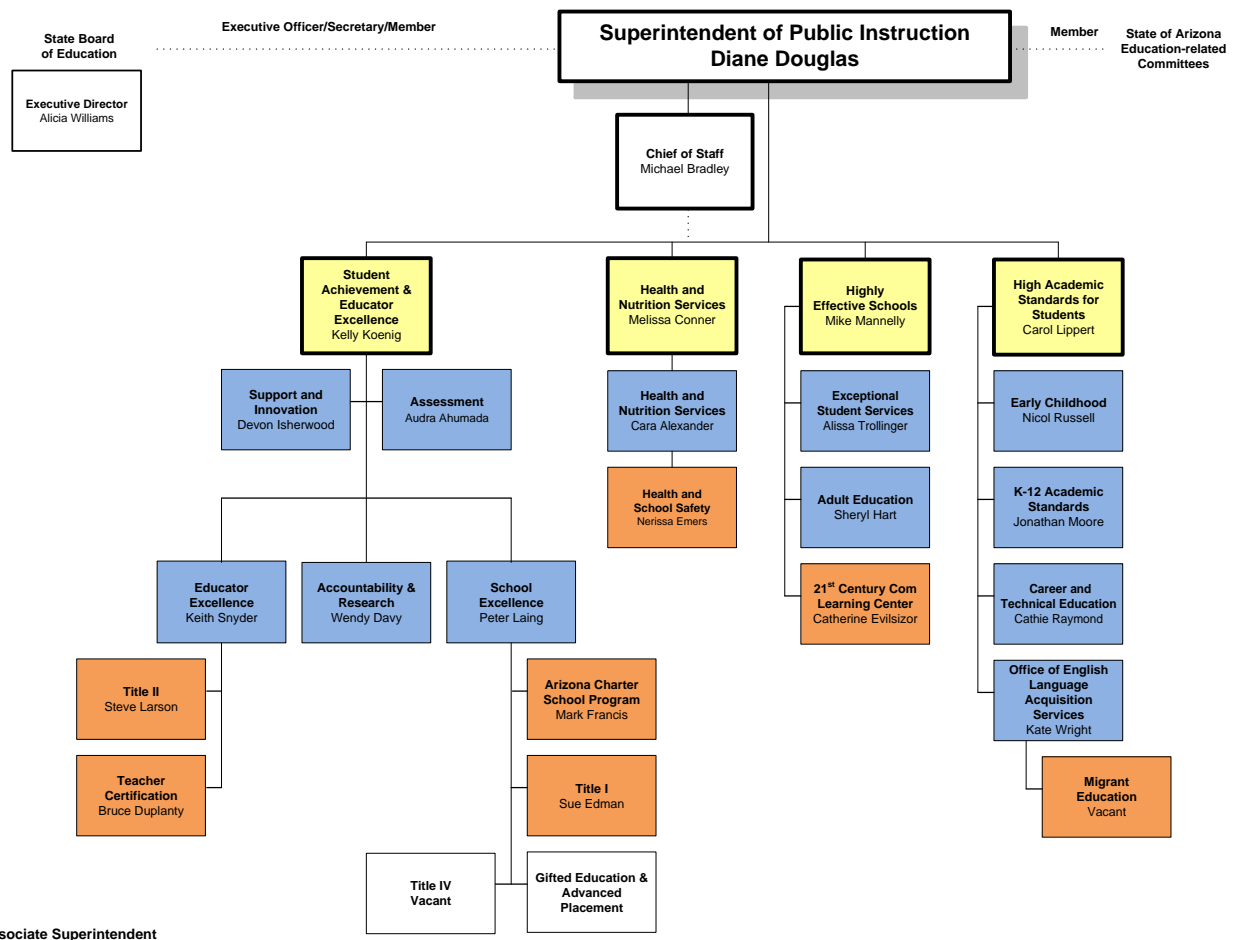 State Board
of Education
Executive Officer/Secretary/Member
Superintendent of Public Instruction
Diane Douglas
Member
State of Arizona
Education-related
Committees
Executive Director
Alicia Williams
Chief of Staff
Michael Bradley
Student
Achievement &
Educator
Excellence
Kelly Koenig
Health and
Nutrition Services
Melissa Conner
Highly
Effective Schools
Mike Mannelly
High Academic
Standards for
Students
Carol Lippert
Support and
Innovation
Devon Isherwood
Assessment
Audra Ahumada
Health and
Nutrition Services
Cara Alexander
Exceptional
Student Services
Alissa Trollinger
Early Childhood
Nicol Russell
Health and
School Safety
Nerissa Emers
Adult Education
Sheryl Hart
K-12 Academic
Standards
Jonathan Moore
Educator
Excellence
Keith Snyder
Accountability &
Research
Wendy Davy
School
Excellence
Peter Laing
21st Century Com
Learning Center
Catherine Evilsizor
Career and
Technical Education
Cathie Raymond
Title II
Steve Larson
Arizona Charter
School Program
Mark Francis
Office of English
Language
Acquisition
Services
Kate Wright
Teacher
Certification
Bruce Duplanty
Title I
Sue Edman
Migrant
Education
Vacant
Title IV
Vacant
Gifted Education &
Advanced
Placement
sociate Superintendent